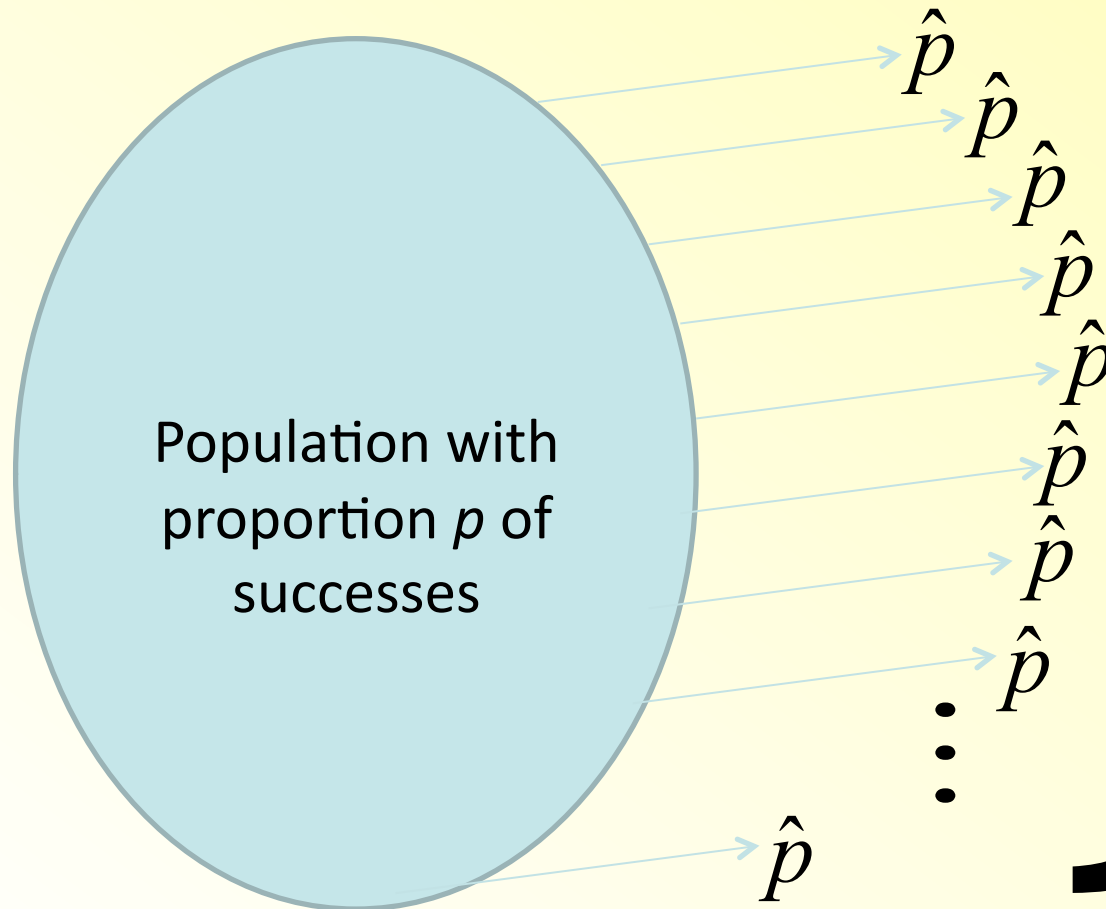 p̂
p̂
p̂
p̂
p̂
Population with
proportion p of
successes
p̂
p̂
p̂
⋮
p̂